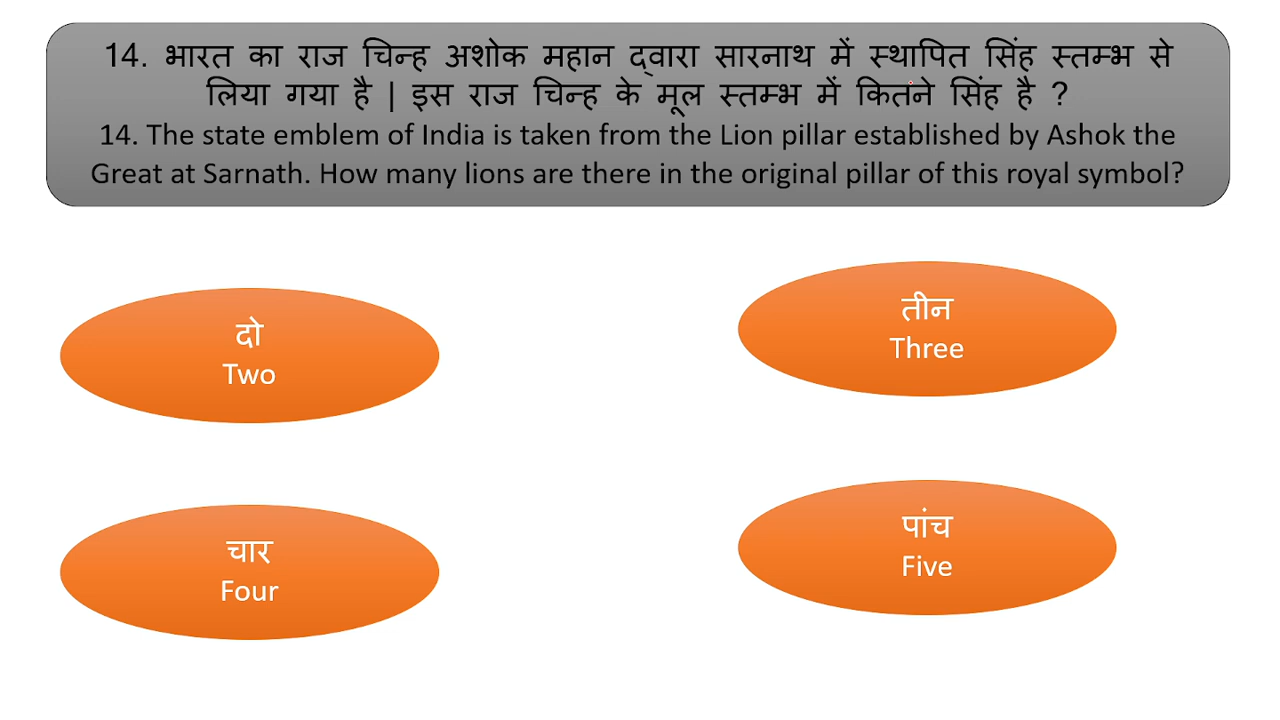 14. भारत का राज चिन्ह अशोक महान द्वारा सारनाथ में स्थापित सिंह स्तम्भ से
लिया गया है | इस राज चिन्ह के मूल स्तम्भ में कितने सिंह है ?
14. The state emblem of India is taken from the Lion pillar established by Ashok the
Great at Sarnath. How many lions are there in the original pillar of this royal symbol?
दो
Two
तीन
Three
चार
Four
पांच
Five